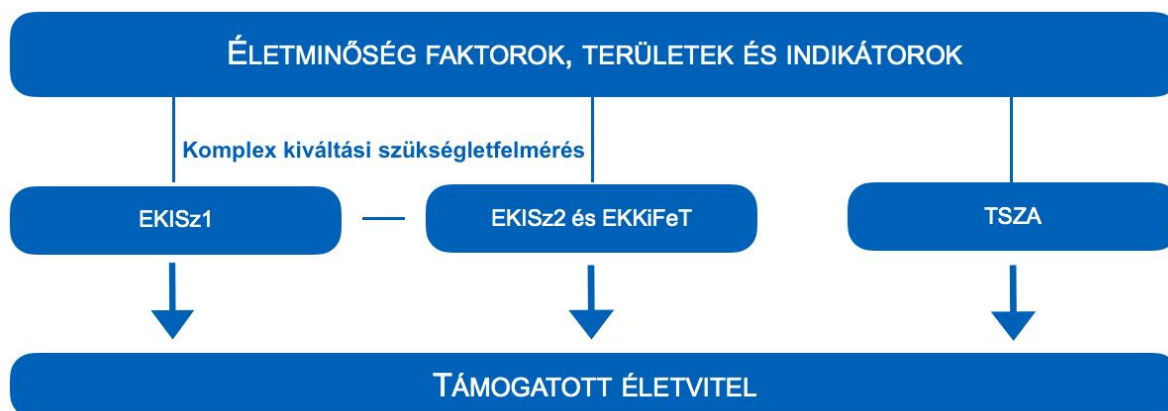 ÉLETMINŐSÉG FAKTOROK, TERÜLETEK ÉS INDIKÁTOROK
Komplex kiváltási szükségletfelmérés
EKISz1
EKISz2 és EKKiFeT
TSZA
TÁMOGATOTT ÉLETVITEL